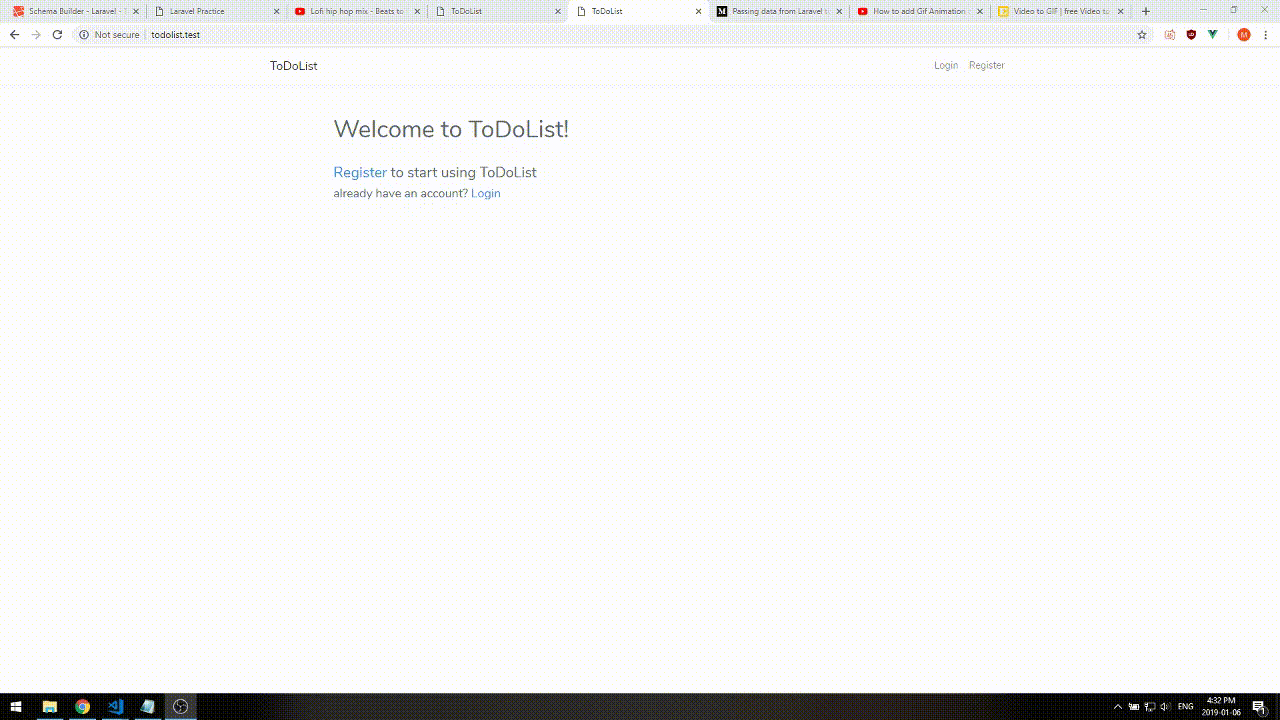 Schema Builder - Laravel - T
Laravel Practice
Lofi hip hop mix - Beats to
ToDoList
ToDoList
Passing data from Laravel t
How to add Gif Animation
Video to GIF | free Video to
Not secure
todolist.test
M
ToDoList
Login
Register
Welcome to ToDoList!
Register to start using ToDoList
already have an account? Login
ENG
4:32 PM
2019-01-06
1